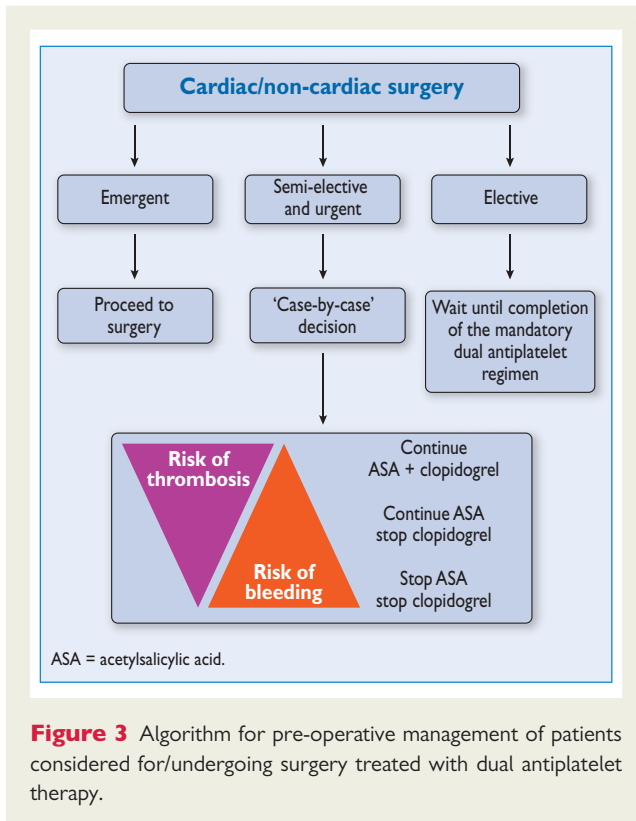 Cardiac/non-cardiac surgery
Emergent
Semi-elective
and urgent
Elective
Proceed to
surgery
‘Case-by-case’
decision
Wait until completion
of the mandatory
dual antiplatelet
regimen
Risk of
thrombosis
Risk of
bleeding
Continue
ASA + clopidogrel
Continue ASA
stop clopidogrel
Stop ASA
stop clopidogrel
ASA = acetylsalicylic acid.
Figure 3 Algorithm for pre-operative management of patients
considered for/undergoing surgery treated with dual antiplatelet
therapy.